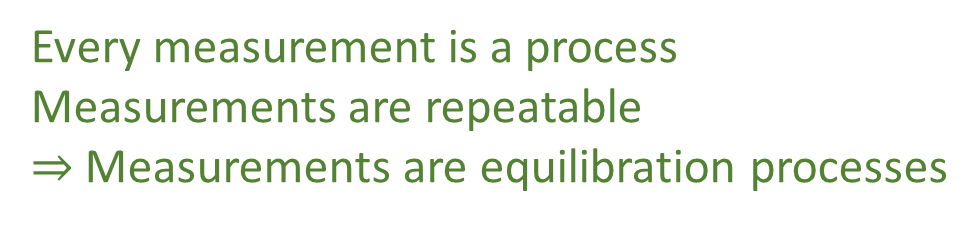 Every measurement is a process
Measurements are repeatable
⇒ Measurements are equilibration processes